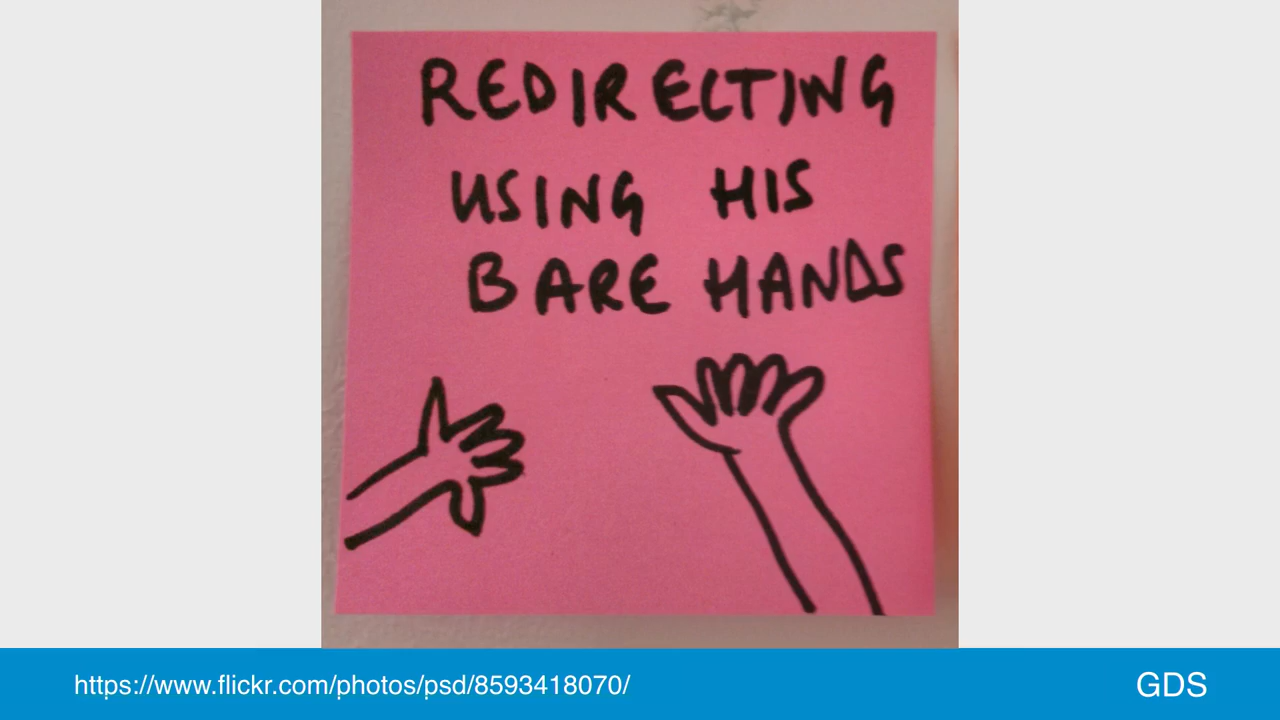 REDIRECTING
USING HIS
BARE HANDS
https://www.flickr.com/photos/psd/8593418070/
GDS